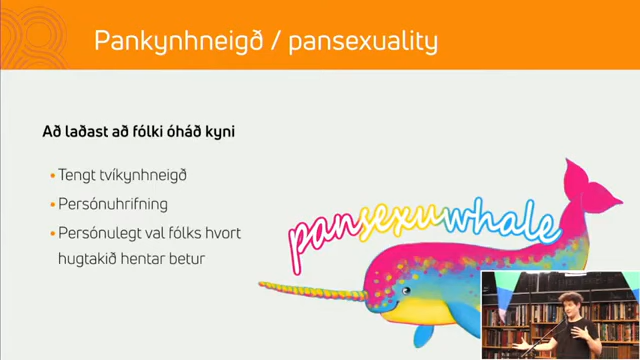 Pankynhneigð / pansexuality
Að laðast að fólki óháð kyni
• Tengt tvíkynhneigð
• Persónuhrifning
• Persónulegt val fólks hvort
hugtakið hentar betur
pansexuwhale